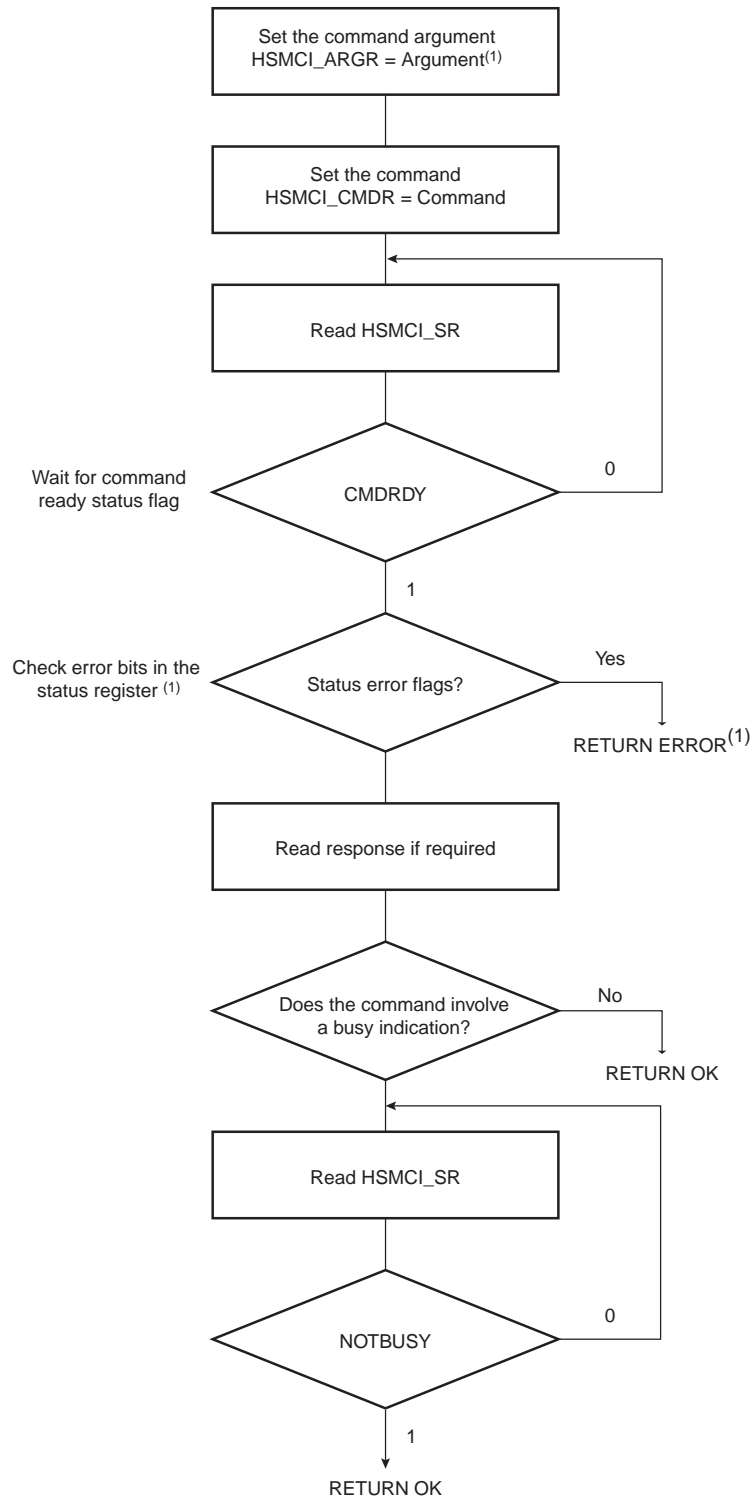 Set the command argument
HSMCI_ARGR = Argument(1)
Set the command
HSMCI_CMDR = Command
Read HSMCI_SR
Wait for command
ready status flag
CMDRDY
0
1
Check error bits in the
status register (1)
Status error flags?
Yes
RETURN ERROR(1)
Read response if required
Does the command involve
a busy indication?
No
RETURN OK
Read HSMCI_SR
NOTBUSY
0
1
RETURN OK